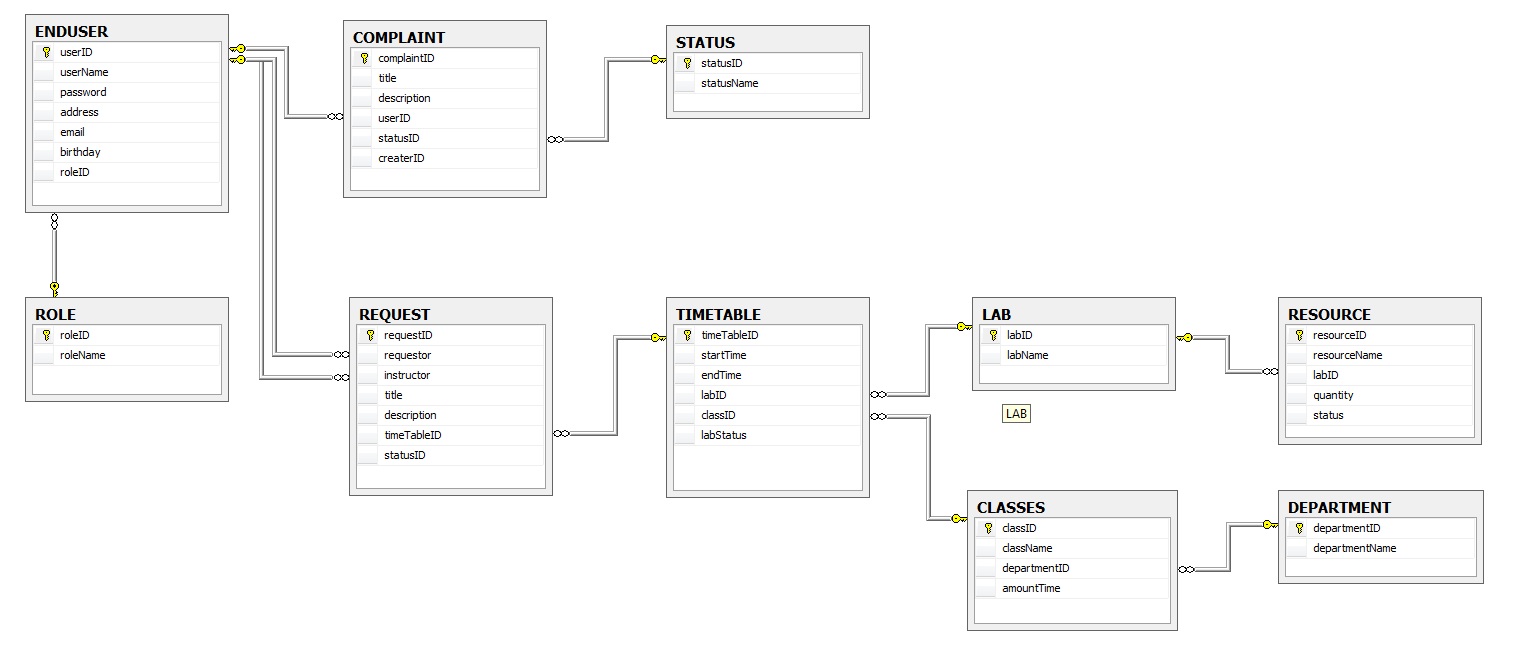 ENDUSER
userID
userName
password
address
email
birthday
roleID
COMPLAINT
complaintID
title
description
userID
statusID
createrID
STATUS
statusID
statusName
ROLE
roleID
roleName
REQUEST
requestID
requestor
instructor
title
description
timeTableID
statusID
TIMETABLE
timeTableID
startTime
endTime
labID
classID
labStatus
LAB
labID
labName
LAB
RESOURCE
resourceID
resourceName
labID
quantity
status
CLASSES
classID
className
departmentID
amountTime
DEPARTMENT
departmentID
departmentName